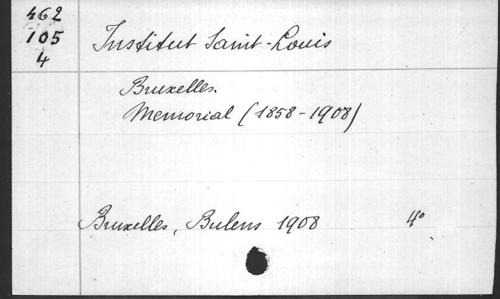 462
105
4
Institut Saint-Louis
Bruxelles.
Memorial (1858-1908)
Bruxelles, Bulens 1908 4°